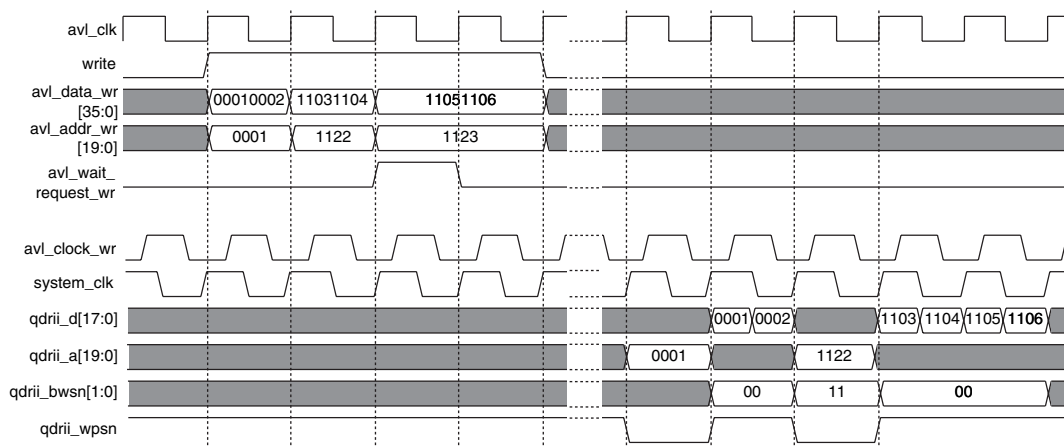 avl_clk
write
avl_data_wr
[35:0]
00010002 11031104 11051106
avl_addr_wr
[19:0]
0001 1122 1123
avl_wait_
request_wr
avl_clock_wr
system_clk
qdrii_d[17:0] 0001 0002 1103 1104 1105 1106
qdrii_a[19:0] 0001 1122
qdrii_bwsn[1:0] 00 11 00
qdrii_wpsn